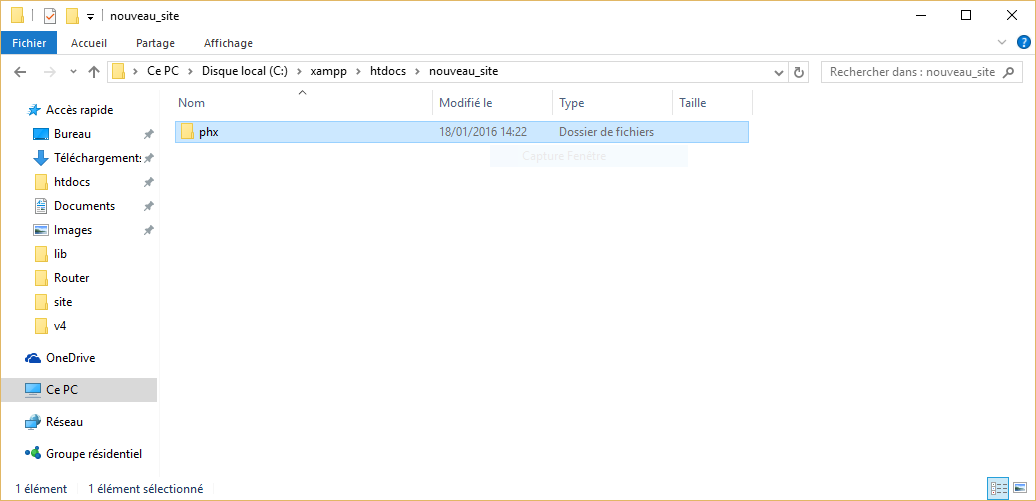 nouveau_site
Fichier Accueil Partage Affichage
Ce PC Disque local (C:) xampp htdocs nouveau_site
Rechercher dans : nouveau_site
Nom Modifié le Type Taille
phx 18/01/2016 14:22 Dossier de fichiers
Capture Fenêtre
Accès rapide
Bureau
Téléchargements
htdocs
Documents
Images
lib
Router
site
v4
OneDrive
Ce PC
Réseau
Groupe résidentiel
1 élément 1 élément sélectionné